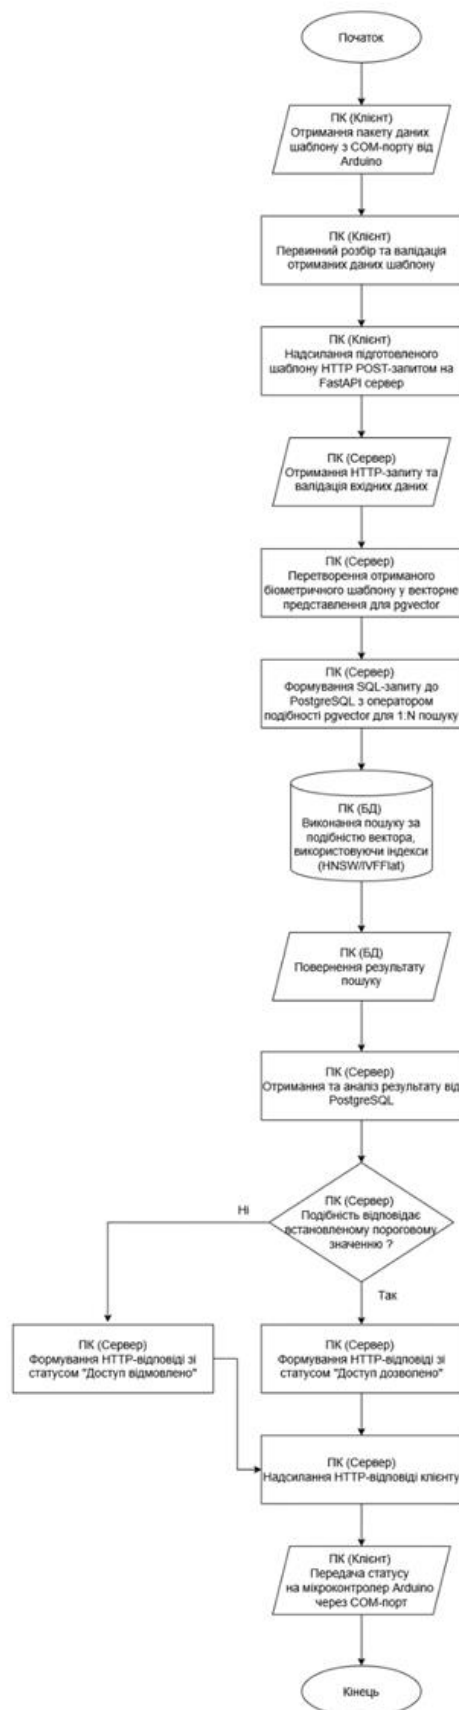 Початок
ПК (Клієнт)
Отримання пакету даних
шаблону з COM-порту від
Arduino
ПК (Клієнт)
Первинний розбір та валідація
отриманих даних шаблону
ПК (Клієнт)
Надсилання підготовленого
шаблону HTTP POST-запитом на
FastAPI сервер
ПК (Сервер)
Отримання HTTP-запиту та
валідація вхідних даних
ПК (Сервер)
Перетворення отриманого
біометричного шаблону у векторне
представлення для pgvector
ПК (Сервер)
Формування SQL-запиту до
PostgreSQL з оператором
подібності pgvector для 1:N пошуку
ПК (БД)
Виконання пошуку за
подібністю вектора,
використовуючи індекси
(HNSW/IVFFlat)
ПК (БД)
Повернення результату
пошуку
ПК (Сервер)
Отримання та аналіз результату від
PostgreSQL
ПК (Сервер)
Подібність відповідає
встановленому пороговому
значенню ?
Ні
Так
ПК (Сервер)
Формування HTTP-відповіді зі
статусом "Доступ відмовлено"
ПК (Сервер)
Формування HTTP-відповіді зі
статусом "Доступ дозволено"
ПК (Сервер)
Надсилання HTTP-відповіді клієнту
ПК (Клієнт)
Передача статусу
на мікроконтролер Arduino
через COM-порт
Кінець